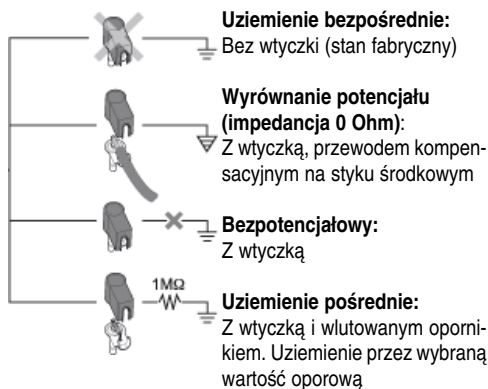 Uziemienie bezpośrednie:
Bez wtyczki (stan fabryczny)
Wyrównanie potencjału
(impedancja 0 Ohm):
Z wtyczką, przewodem kompen-
sacyjnym na styku środkowym
Bezpotencjałowy:
Z wtyczką
1MΩ
Uziemienie pośrednie:
Z wtyczką i wlutowanym oporni-
kiem. Uziemienie przez wybraną
wartość oporową